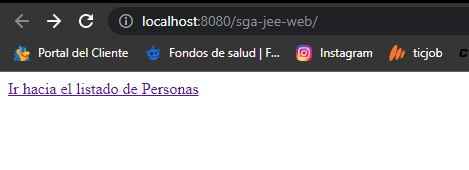 localhost:8080/sga-jee-web/
Portal del Cliente Fondos de salud | F... Instagram ticjob
Ir hacia el listado de Personas